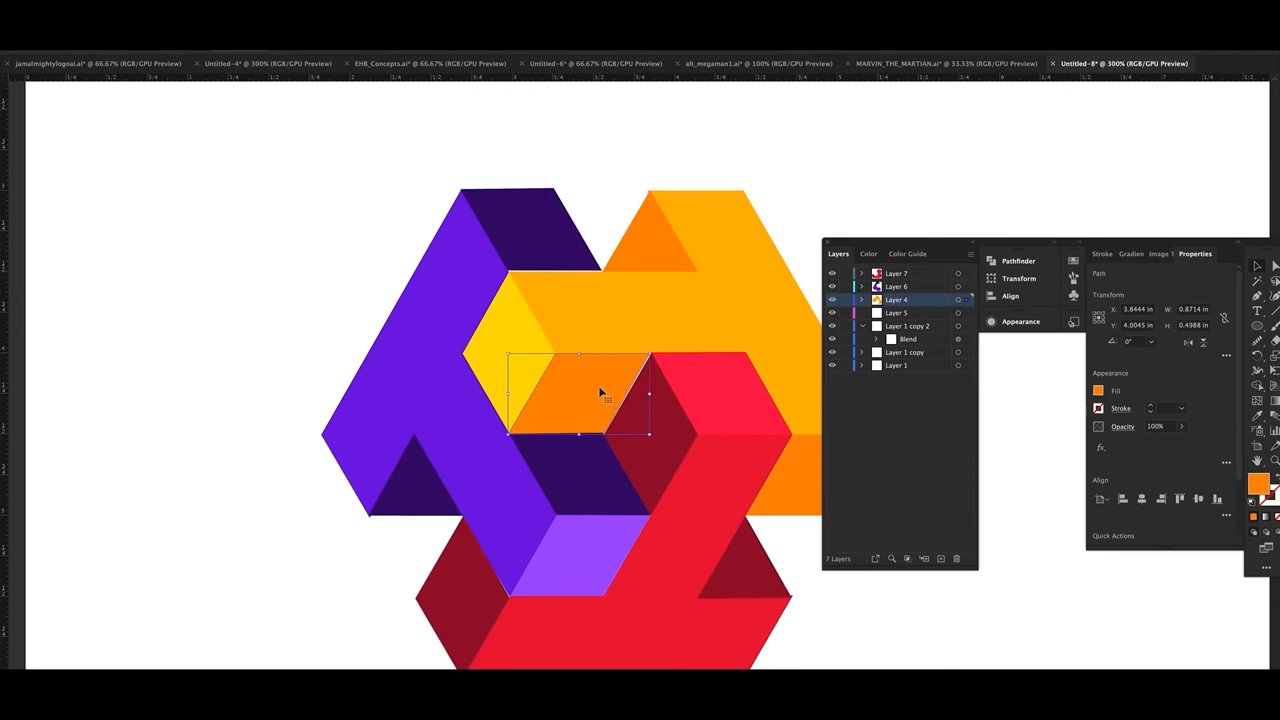 jamalmightylogoai.ai* @ 66.67% (RGB/GPU Preview) Untitled-4* @ 300% (RGB/GPU Preview) EHB_Concepts.ai* @ 66.67% (RGB/GPU Preview) Untitled-6* @ 66.67% (RGB/GPU Preview) alt_megaman1.ai* @ 100% (RGB/GPU Preview) MARVIN_THE_MARTIAN.ai* @ 33.33% (RGB/GPU Preview) Untitled-8* @ 300% (RGB/GPU Preview)
Layers Color Color Guide
Layer 7
Layer 6
Layer 4
Layer 5
Layer 1 copy 2
Blend
Layer 1 copy
Layer 1
7 Layers
Pathfinder
Transform
Align
Appearance
Stroke Gradien Image T Properties
Path
Transform
X: 3.8444 in W: 0.8714 in
Y: 4.0045 in H: 0.4988 in
0°
Appearance
Fill
Stroke
Opacity 100%
fx.
Align
Quick Actions